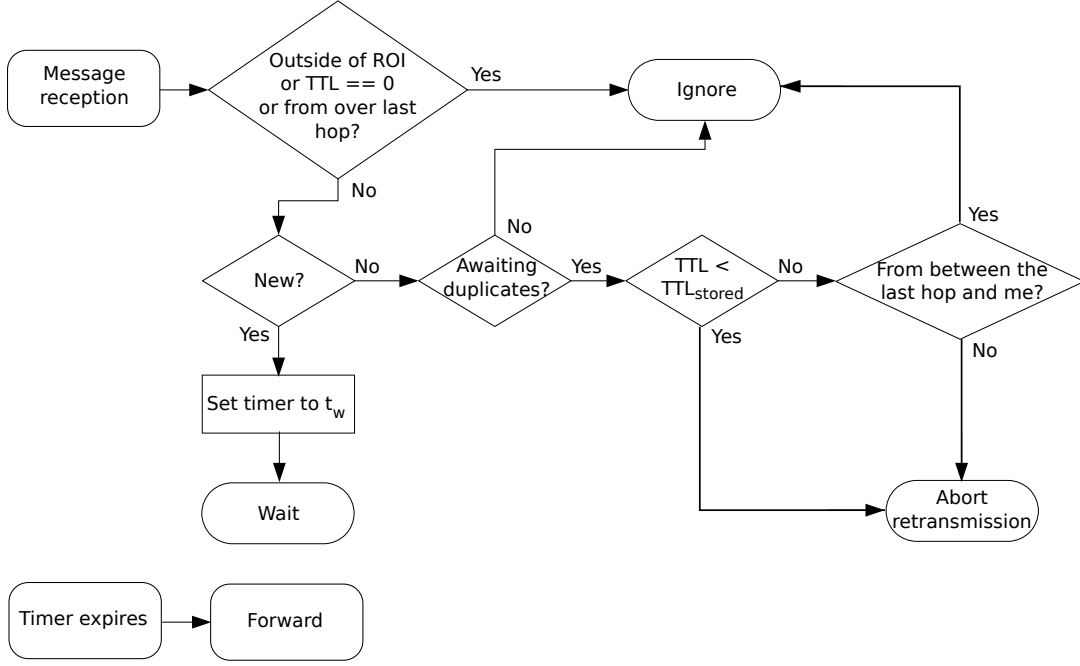 Message
reception
Outside of ROI
or TTL == 0
or from over last
hop?
Yes
Ignore
No
New?
No
Awaiting
duplicates?
No
Yes
TTL <
TTLstored
No
From between the
last hop and me?
Yes
Yes
Yes
No
Set timer to tw
Wait
Abort
retransmission
Timer expires
Forward